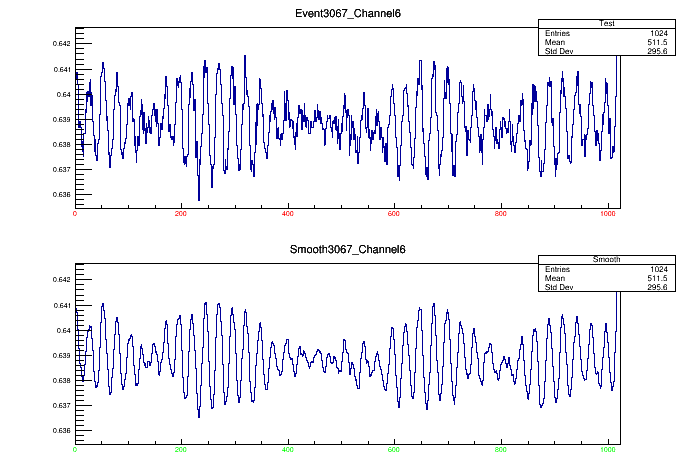 Event3067_Channel6
Test
Entries 1024
Mean 511.5
Std Dev 295.6
0.642
0.641
0.64
0.639
0.638
0.637
0.636
0 200 400 600 800 1000
Smooth3067_Channel6
Smooth
Entries 1024
Mean 511.5
Std Dev 295.6
0.642
0.641
0.64
0.639
0.638
0.637
0.636
0 200 400 600 800 1000